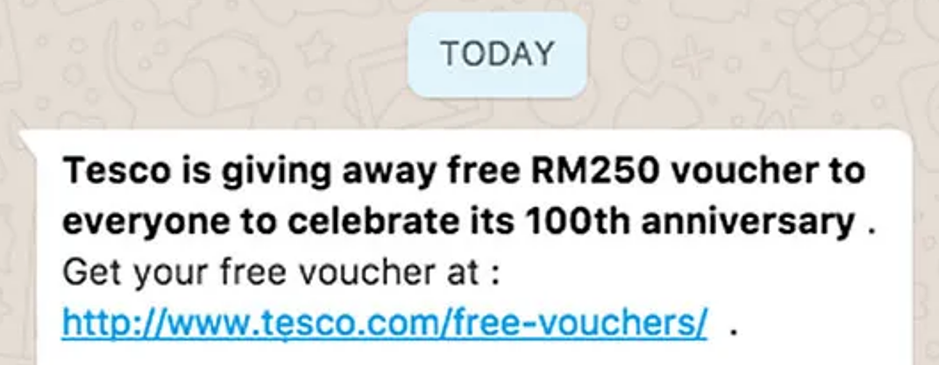 TODAY
Tesco is giving away free RM250 voucher to
everyone to celebrate its 100th anniversary .
Get your free voucher at :
http://www.tẹsco.com/free-vouchers/ .